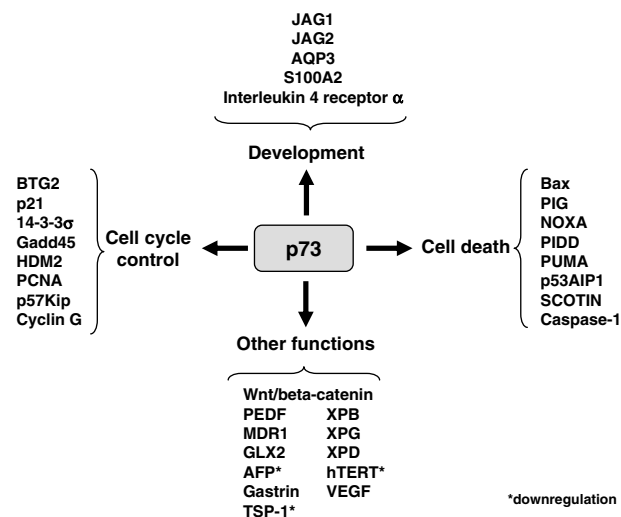 JAG1
JAG2
AQP3
S100A2
Interleukin 4 receptor α
Development
BTG2
p21
14-3-3σ
Gadd45
HDM2
PCNA
p57Kip
Cyclin G
Cell cycle
control
p73
Cell death
Bax
PIG
NOXA
PIDD
PUMA
p53AIP1
SCOTIN
Caspase-1
Other functions
Wnt/beta-catenin
PEDF XPB
MDR1 XPG
GLX2 XPD
AFP* hTERT*
Gastrin VEGF
TSP-1*
*downregulation